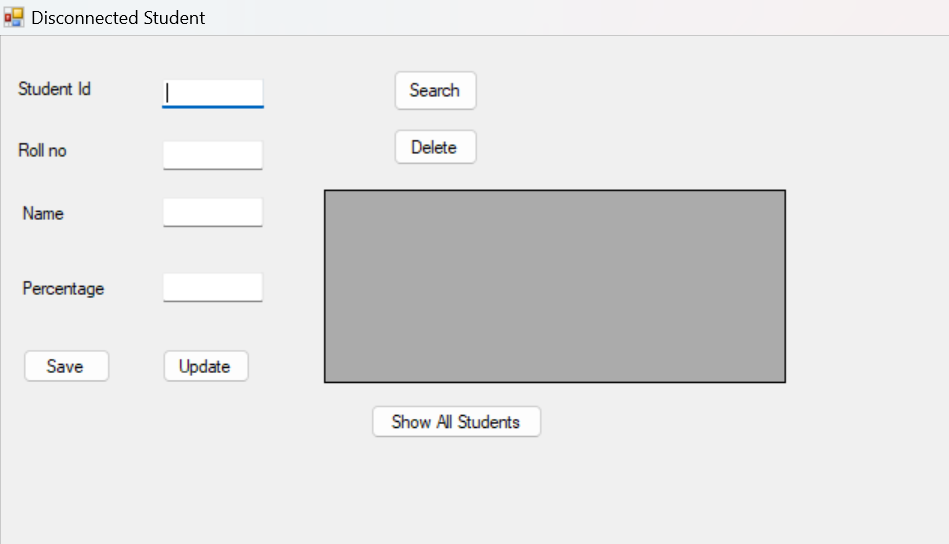 Disconnected Student
Student Id
Search
Roll no
Delete
Name
Percentage
Save
Update
Show All Students